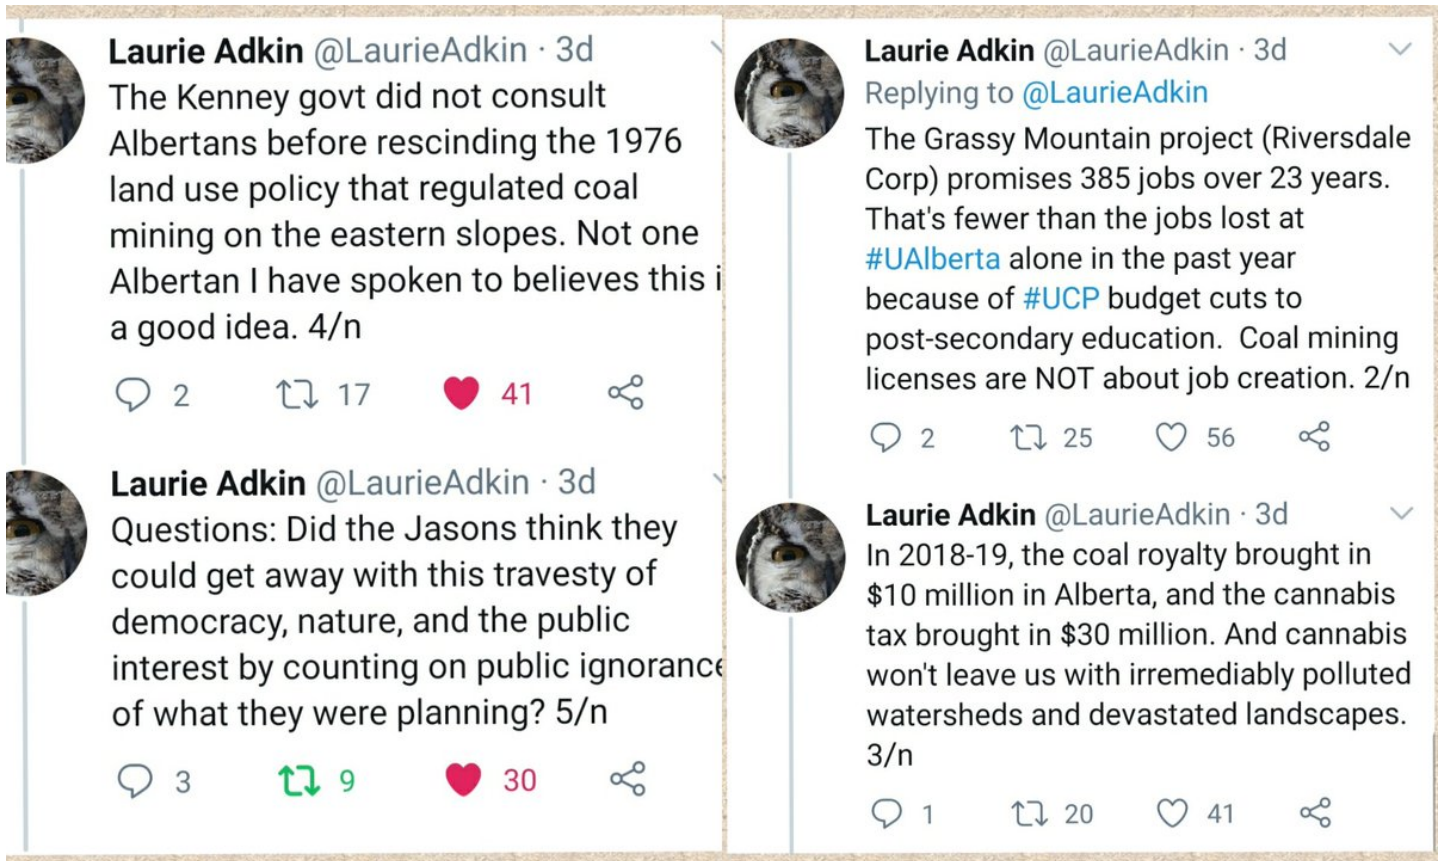 Laurie Adkin @LaurieAdkin · 3d
The Kenney govt did not consult
Albertans before rescinding the 1976
land use policy that regulated coal
mining on the eastern slopes. Not one
Albertan I have spoken to believes this i
a good idea. 4/n
2 17 41
Laurie Adkin @LaurieAdkin · 3d
Questions: Did the Jasons think they
could get away with this travesty of
democracy, nature, and the public
interest by counting on public ignorance
of what they were planning? 5/n
3 9 30
Laurie Adkin @LaurieAdkin · 3d
Replying to @LaurieAdkin
The Grassy Mountain project (Riversdale
Corp) promises 385 jobs over 23 years.
That's fewer than the jobs lost at
#UAlberta alone in the past year
because of #UCP budget cuts to
post-secondary education.  Coal mining
licenses are NOT about job creation. 2/n
2 25 56
Laurie Adkin @LaurieAdkin · 3d
In 2018-19, the coal royalty brought in
$10 million in Alberta, and the cannabis
tax brought in $30 million. And cannabis
won't leave us with irremediably polluted
watersheds and devastated landscapes.
3/n
1 20 41